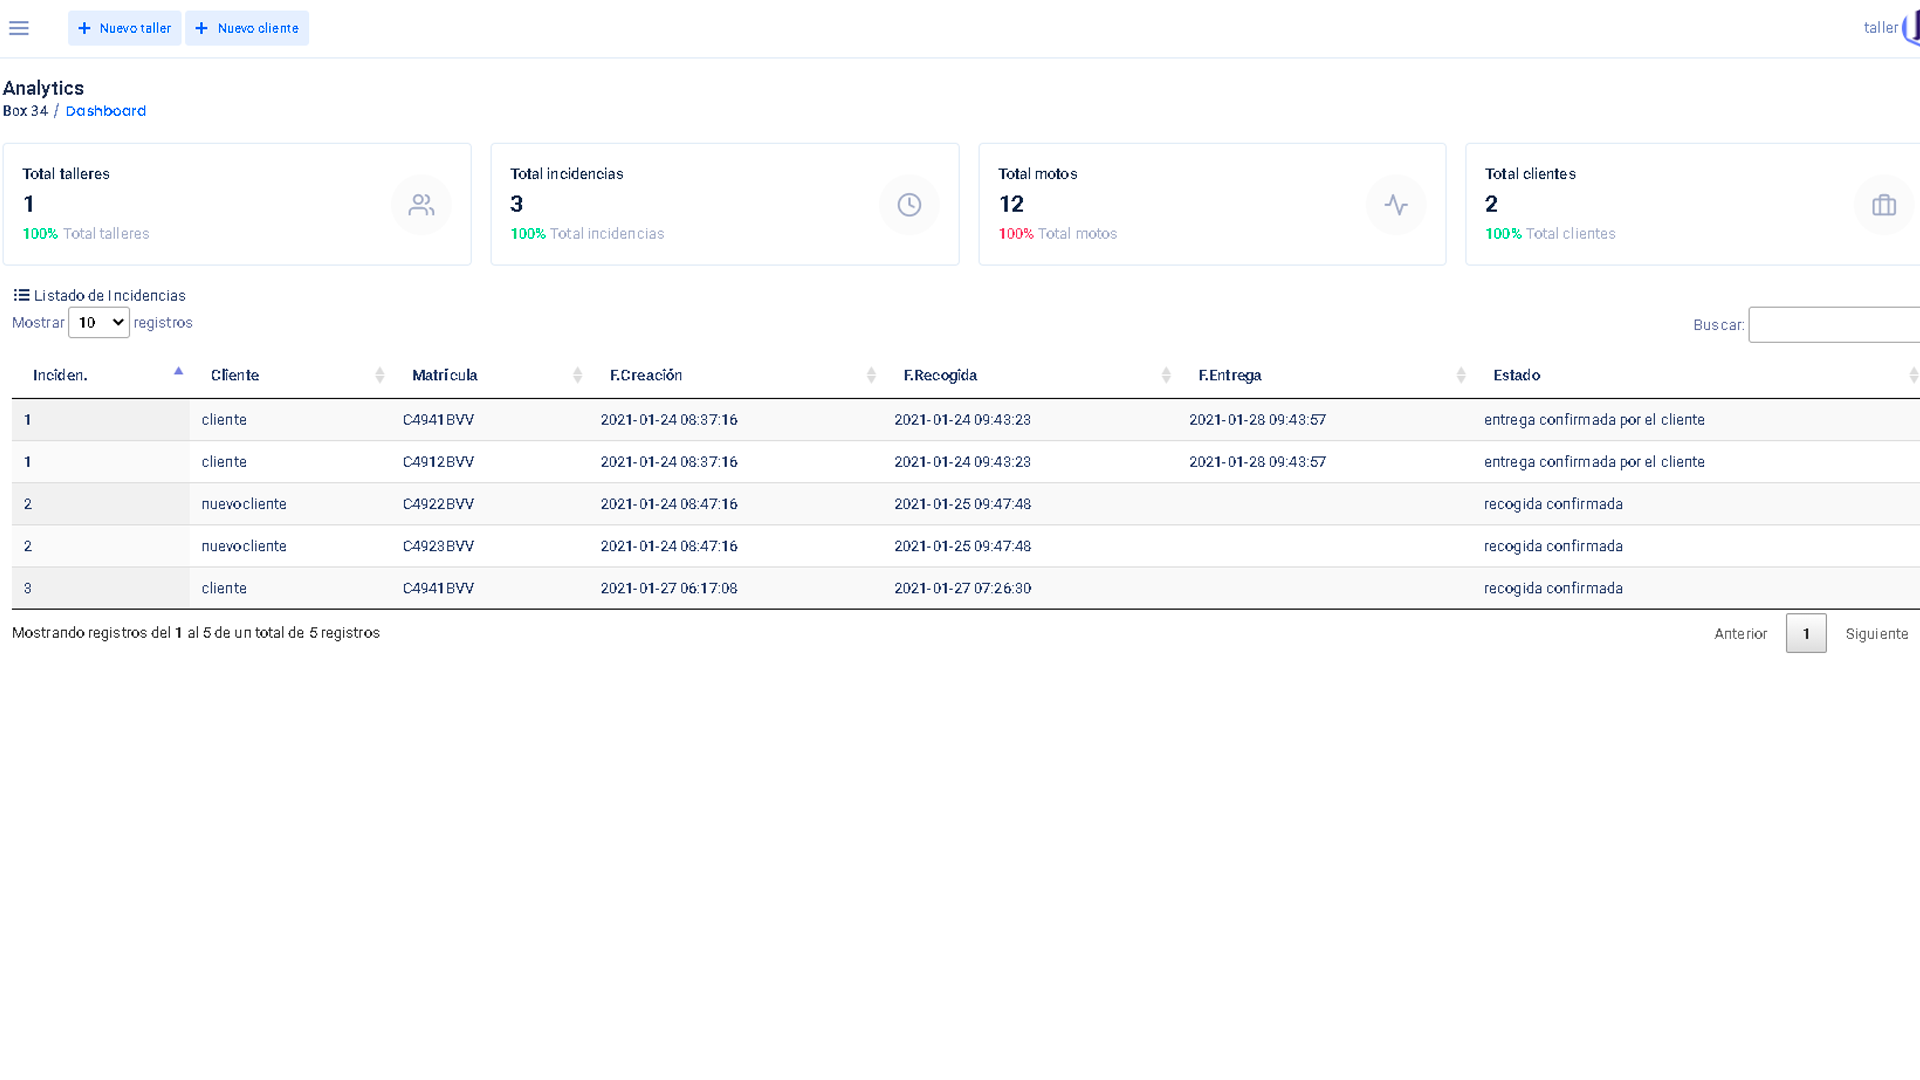 Nuevo taller Nuevo cliente taller
Analytics
Box 34 / Dashboard
Total talleres
1
100% Total talleres
Total incidencias
3
100% Total incidencias
Total motos
12
100% Total motos
Total clientes
2
100% Total clientes
Listado de Incidencias
Mostrar 10 registros
Buscar:
Inciden. Cliente Matrícula F.Creación F.Recogida F.Entrega Estado
1 cliente C4941BVV 2021-01-24 08:37:16 2021-01-24 09:43:23 2021-01-28 09:43:57 entrega confirmada por el cliente
1 cliente C4912BVV 2021-01-24 08:37:16 2021-01-24 09:43:23 2021-01-28 09:43:57 entrega confirmada por el cliente
2 nuevocliente C4922BVV 2021-01-24 08:47:16 2021-01-25 09:47:48 recogida confirmada
2 nuevocliente C4923BVV 2021-01-24 08:47:16 2021-01-25 09:47:48 recogida confirmada
3 cliente C4941BVV 2021-01-27 06:17:08 2021-01-27 07:26:30 recogida confirmada
Mostrando registros del 1 al 5 de un total de 5 registros
Anterior 1 Siguiente